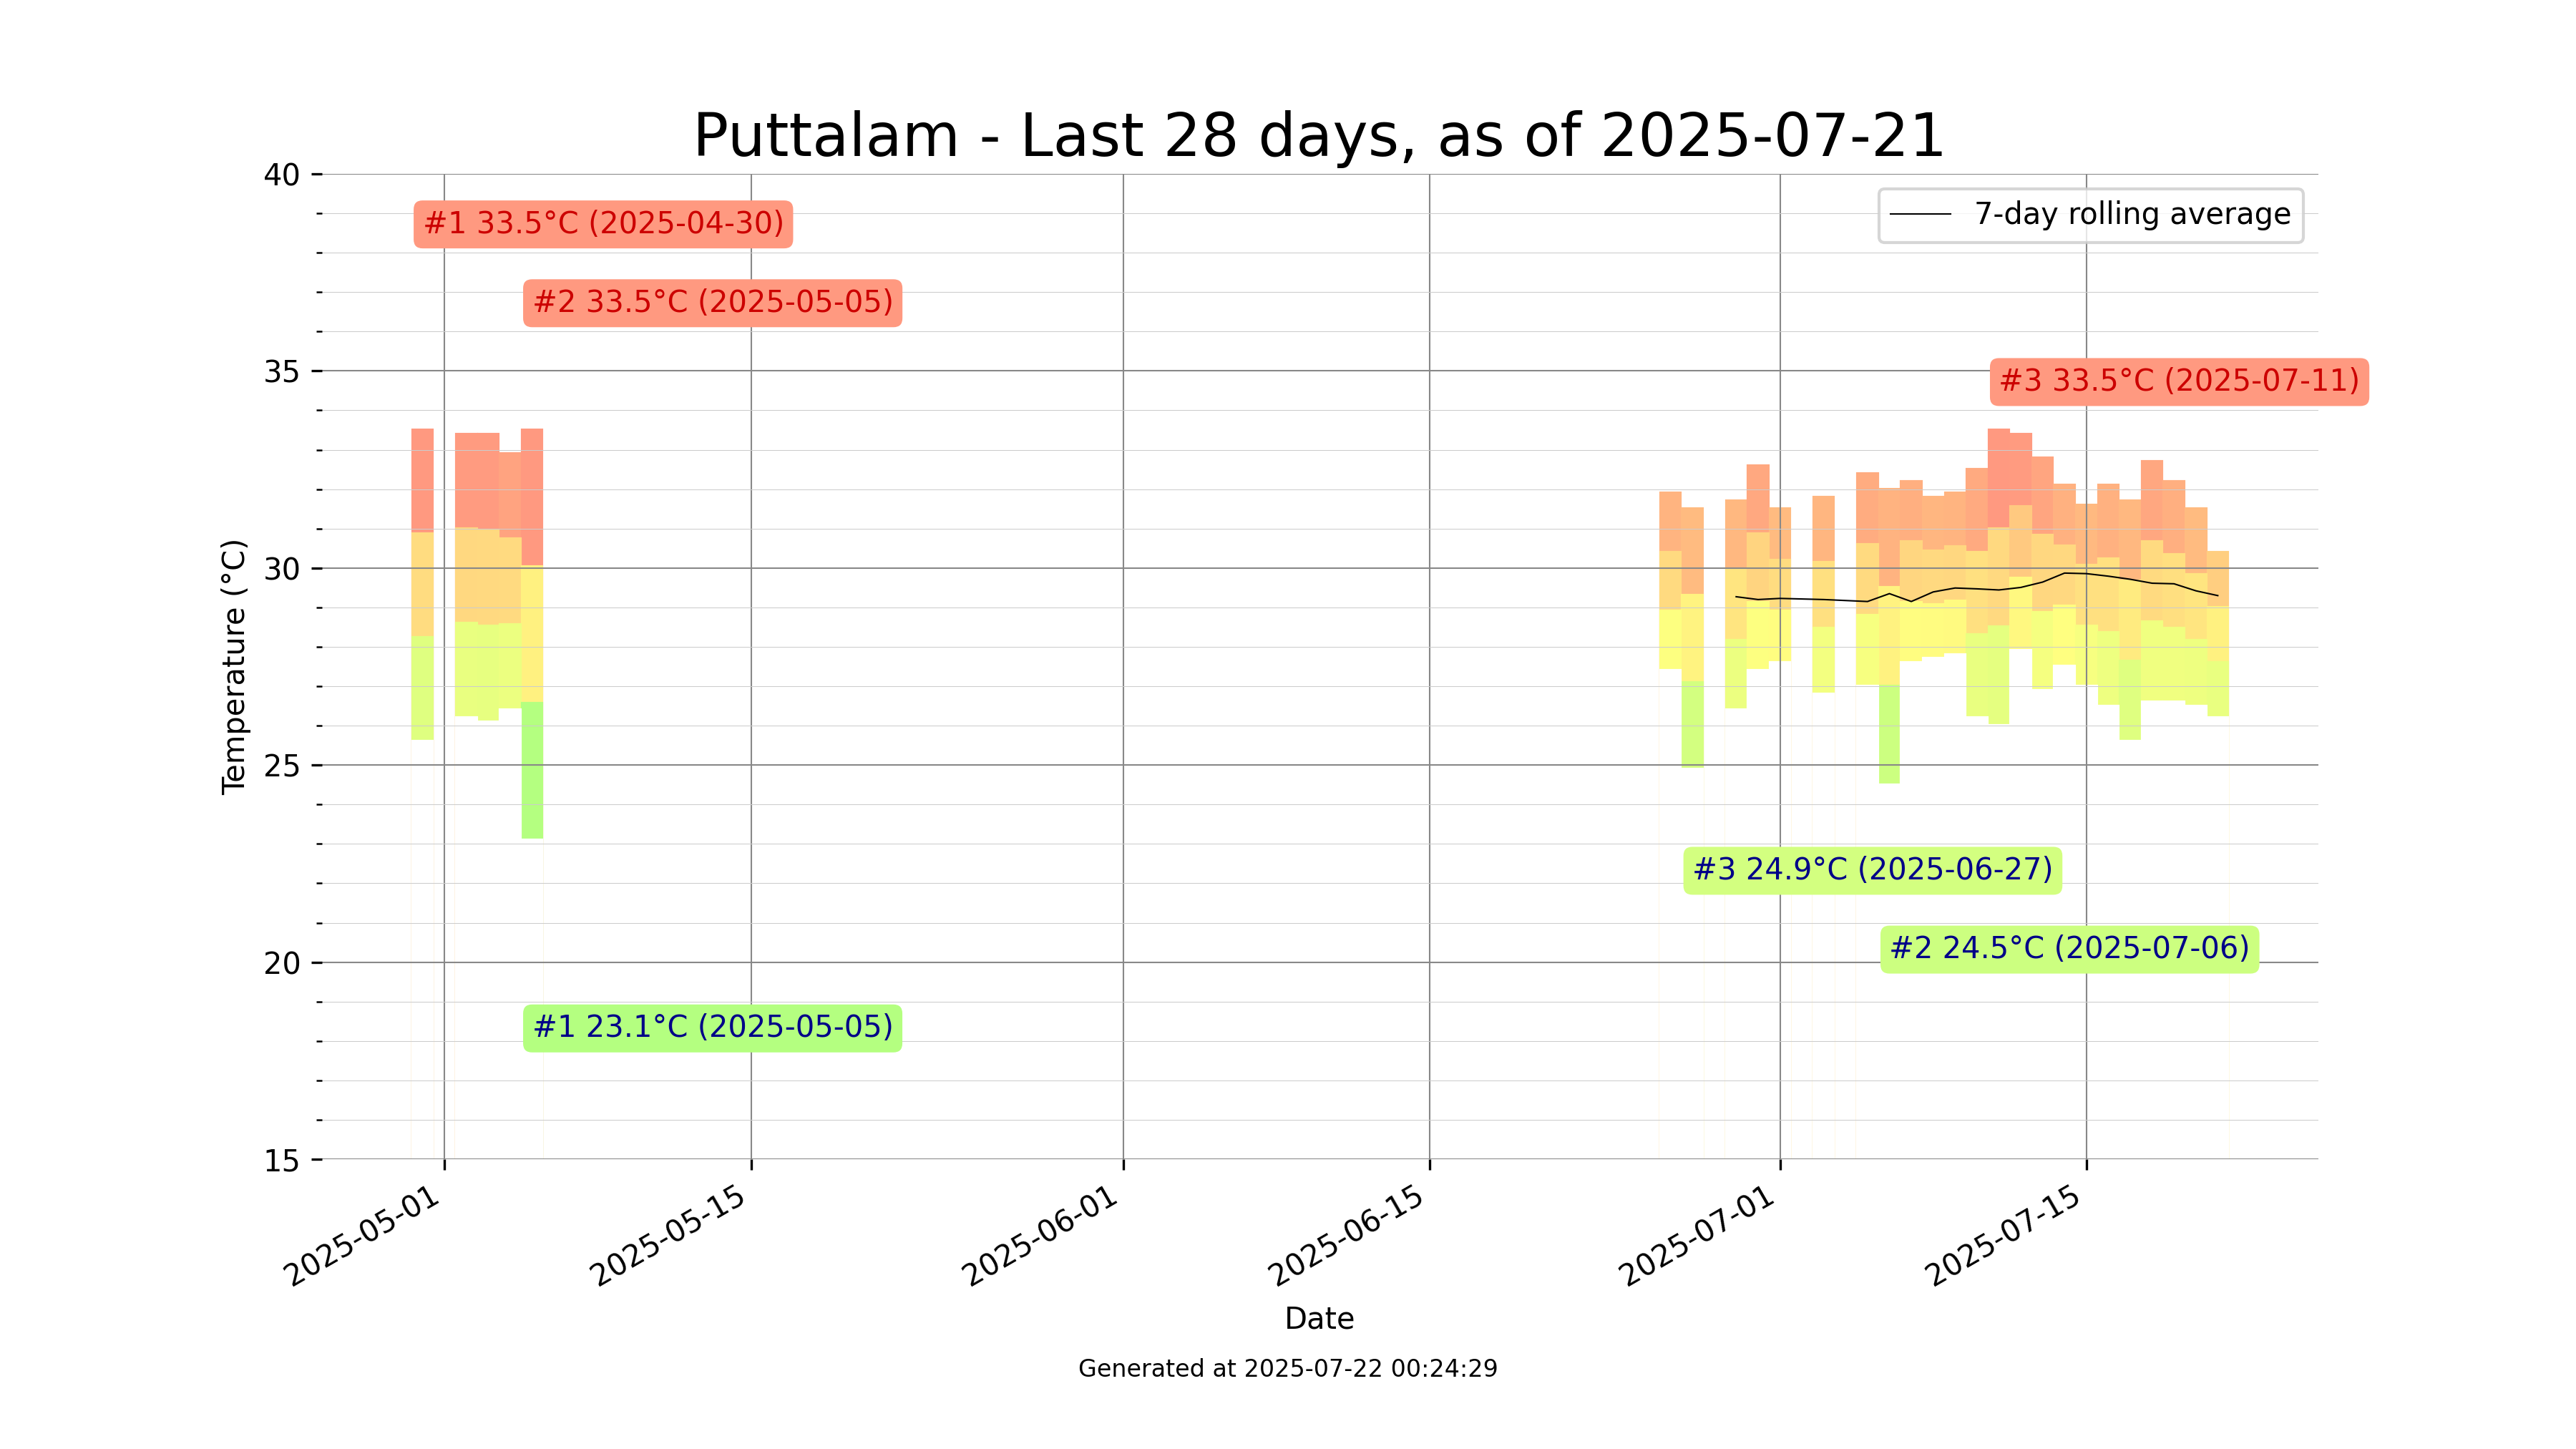 Puttalam - Last 28 days, as of 2025-07-21
40
#1 33.5°C (2025-04-30)
7-day rolling average
#2 33.5°C (2025-05-05)
35
#3 33.5°C (2025-07-11)
30
Temperature (°C)
25
#3 24.9°C (2025-06-27)
#2 24.5°C (2025-07-06)
20
#1 23.1°C (2025-05-05)
15
2025-05-01
2025-05-15
2025-06-01
2025-06-15
2025-07-01
2025-07-15
Date
Generated at 2025-07-22 00:24:29